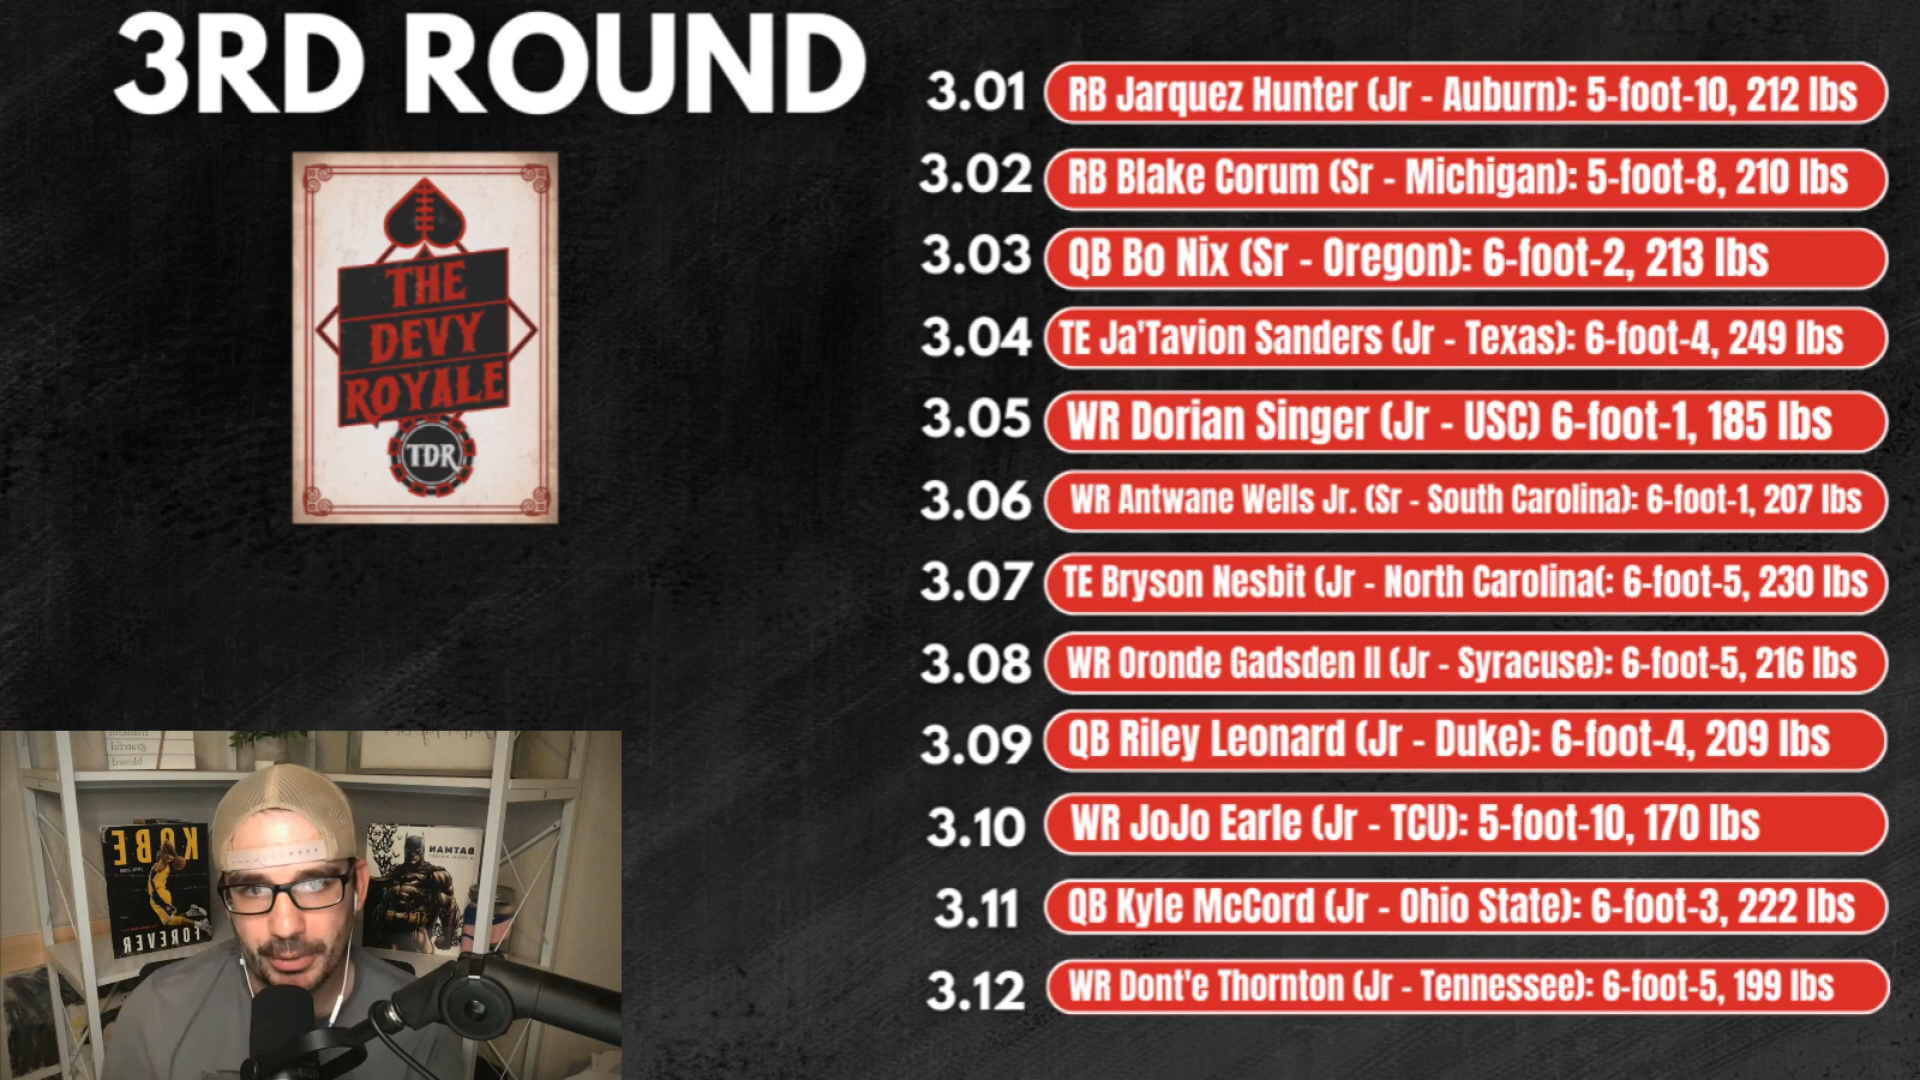 3RD ROUND
THE
DEVY
ROYALE
TDR
3.01 RB Jarquez Hunter (Jr - Auburn): 5-foot-10, 212 lbs
3.02 RB Blake Corum (Sr - Michigan): 5-foot-8, 210 lbs
3.03 QB Bo Nix (Sr - Oregon): 6-foot-2, 213 lbs
3.04 TE Ja'Tavion Sanders (Jr - Texas): 6-foot-4, 249 lbs
3.05 WR Dorian Singer (Jr - USC) 6-foot-1, 185 lbs
3.06 WR Antwane Wells Jr. (Sr - South Carolina): 6-foot-1, 207 lbs
3.07 TE Bryson Nesbit (Jr - North Carolina(: 6-foot-5, 230 lbs
3.08 WR Oronde Gadsden II (Jr - Syracuse): 6-foot-5, 216 lbs
3.09 QB Riley Leonard (Jr - Duke): 6-foot-4, 209 lbs
3.10 WR JoJo Earle (Jr - TCU): 5-foot-10, 170 lbs
3.11 QB Kyle McCord (Jr - Ohio State): 6-foot-3, 222 lbs
3.12 WR Dont'e Thornton (Jr - Tennessee): 6-foot-5, 199 lbs
grateful
blessed
KOBE
FOREVER
BATMAN